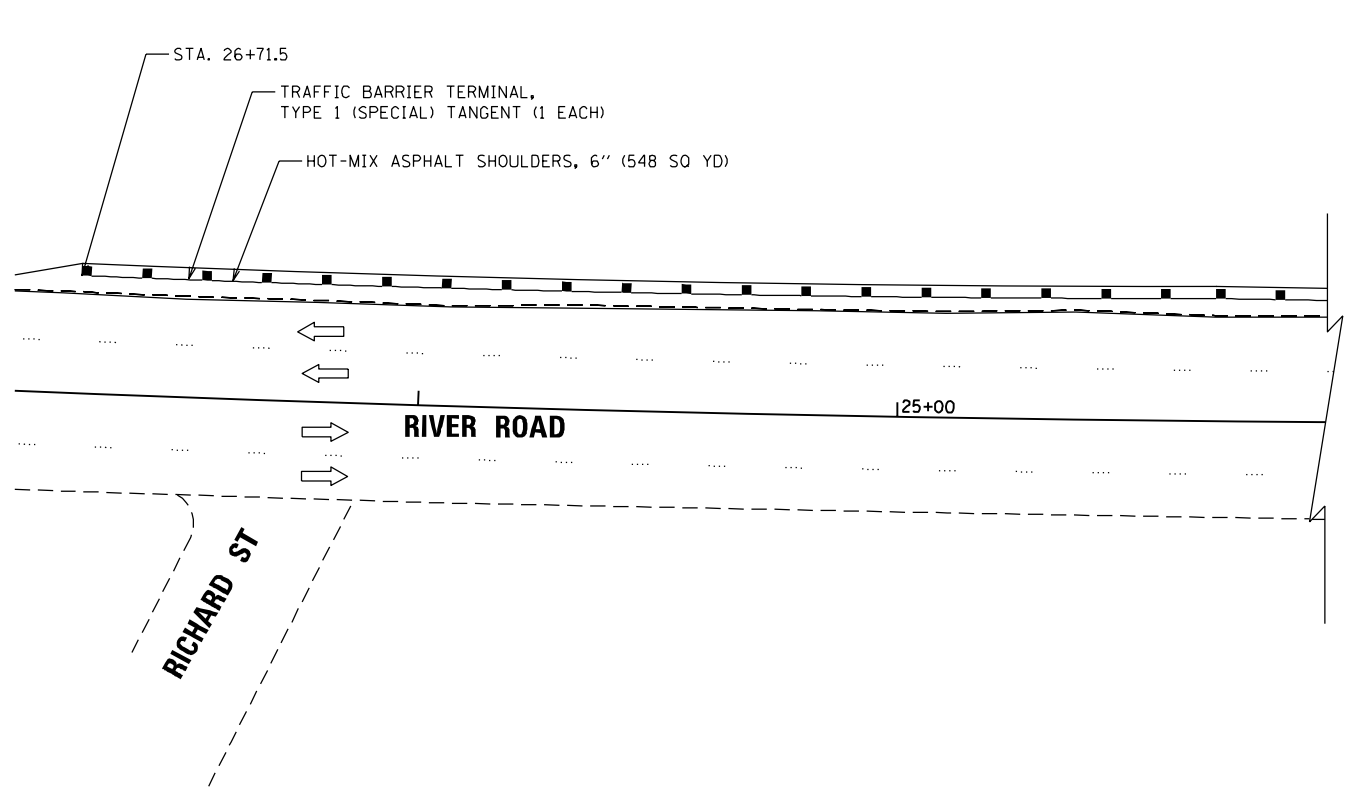 STA. 26+71.5
TRAFFIC BARRIER TERMINAL,
TYPE 1 (SPECIAL) TANGENT (1 EACH)
HOT-MIX ASPHALT SHOULDERS, 6'' (548 SQ YD)
25+00
RIVER ROAD
RICHARD ST